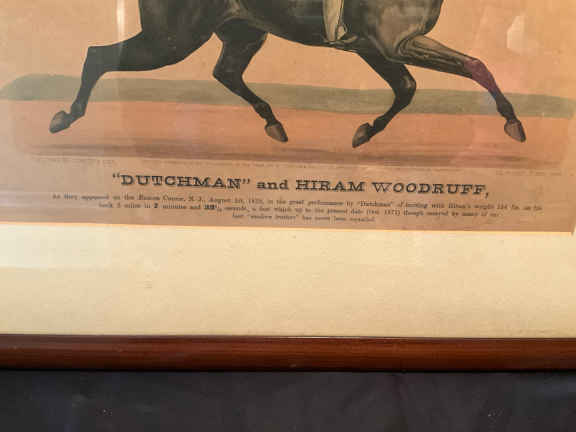 "DUTCHMAN" and HIRAM WOODRUFF,
As they appeared on the Beacon Course, N. J., August 1st, 1839, in the great performance by "Dutchman" of trotting with Hiram's weight lbs. on his
back 3 miles in 7 minutes and 32½ seconds, a feat which up to the present date (Oct. 1871) though essayed by many of our
best "modern trotters" has never been equaled.